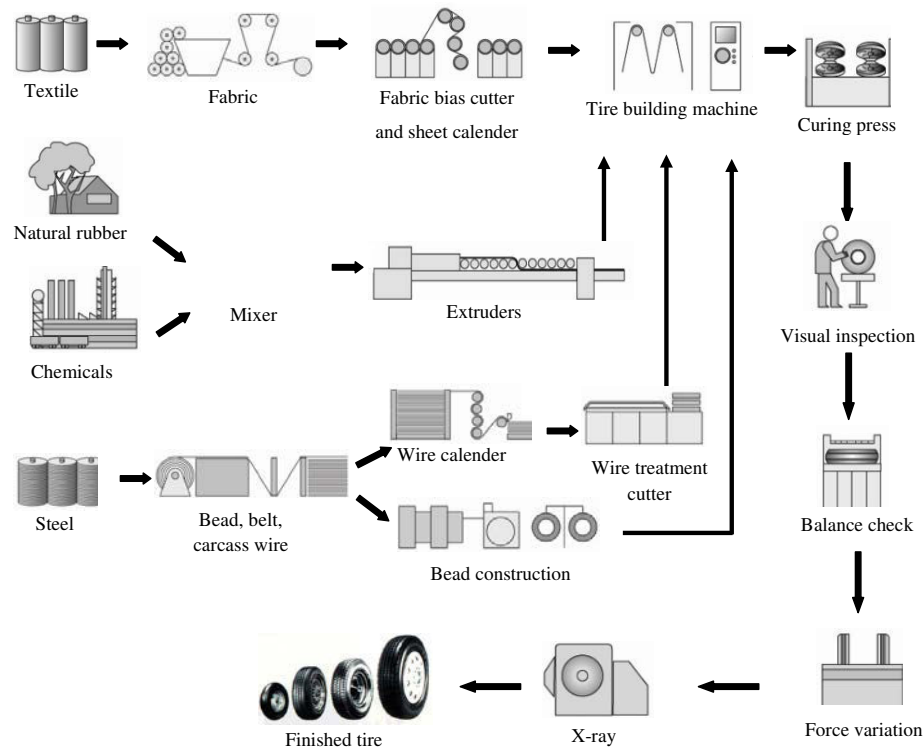 Textile
Fabric
Fabric bias cutter
and sheet calender
Tire building machine
Curing press
Natural rubber
Chemicals
Mixer
Extruders
Visual inspection
Steel
Bead, belt,
carcass wire
Wire calender
Wire treatment
cutter
Bead construction
Balance check
Force variation
X-ray
Finished tire